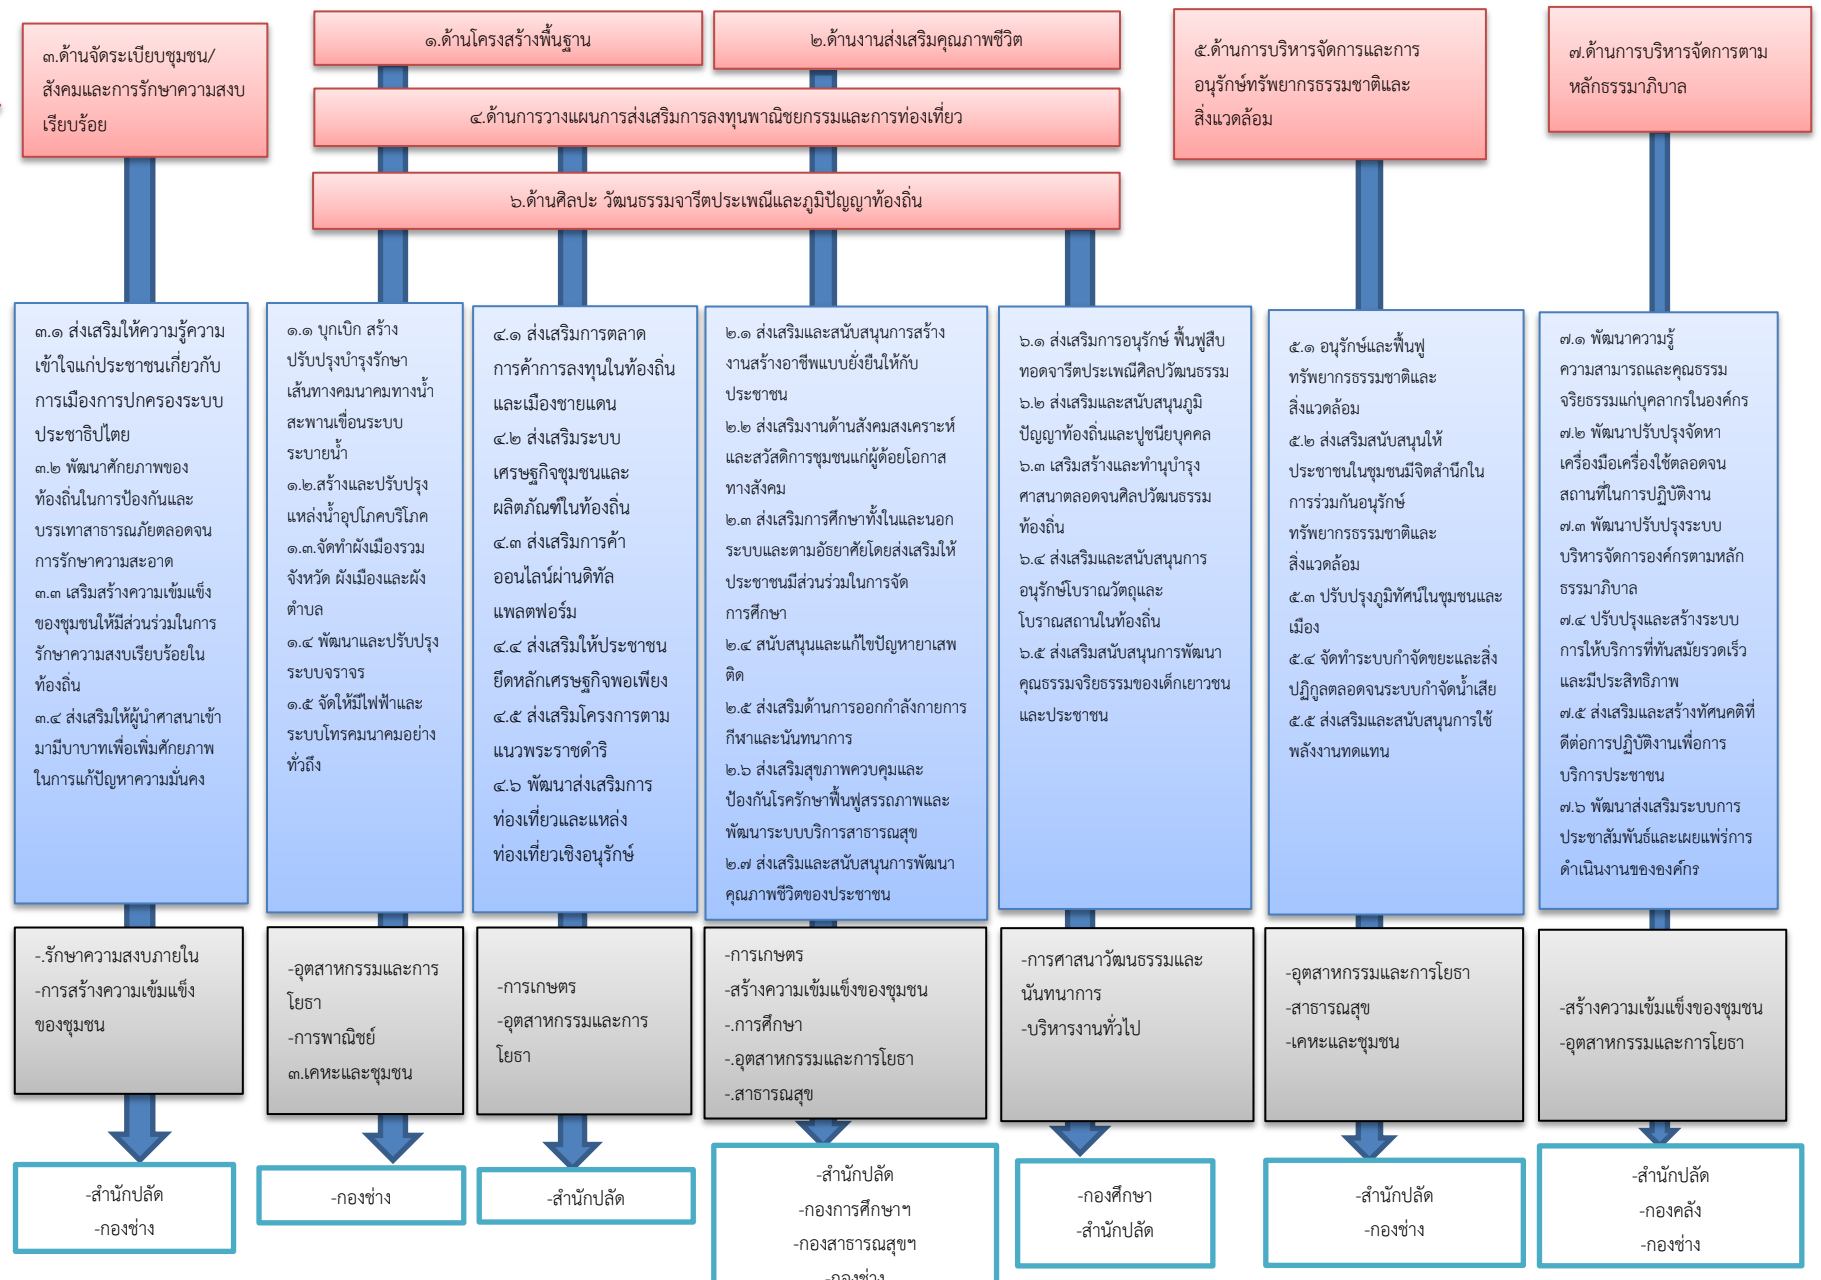 ๓.ด้านจัดระเบียบชุมชน/
สังคมและการรักษาความสงบ
เรียบร้อย
๑.ด้านโครงสร้างพื้นฐาน
๒.ด้านงานส่งเสริมคุณภาพชีวิต
๔.ด้านการวางแผนการส่งเสริมการลงทุนพาณิชยกรรมและการท่องเที่ยว
๖.ด้านศิลปะ วัฒนธรรมจารีตประเพณีและภูมิปัญญาท้องถิ่น
๕.ด้านการบริหารจัดการและการ
อนุรักษ์ทรัพยากรธรรมชาติและ
สิ่งแวดล้อม
๗.ด้านการบริหารจัดการตาม
หลักธรรมาภิบาล
๓.๑ ส่งเสริมให้ความรู้ความ
เข้าใจแก่ประชาชนเกี่ยวกับ
การเมืองการปกครองระบบ
ประชาธิปไตย
๓.๒ พัฒนาศักยภาพของ
ท้องถิ่นในการป้องกันและ
บรรเทาสาธารณภัยตลอดจน
การรักษาความสะอาด
๓.๓ เสริมสร้างความเข้มแข็ง
ของชุมชนให้มีส่วนร่วมในการ
รักษาความสงบเรียบร้อยใน
ท้องถิ่น
๓.๔ ส่งเสริมให้ผู้นำศาสนาเข้า
มามีบาบาทเพื่อเพิ่มศักยภาพ
ในการแก้ปัญหาความมั่นคง
๑.๑ บุกเบิก สร้าง
ปรับปรุงบำรุงรักษา
เส้นทางคมนาคมทางน้ำ
สะพานเขื่อนระบบ
ระบายน้ำ
๑.๒.สร้างและปรับปรุง
แหล่งน้ำอุปโภคบริโภค
๑.๓.จัดทำผังเมืองรวม
จังหวัด ผังเมืองและผัง
ตำบล
๑.๔ พัฒนาและปรับปรุง
ระบบจราจร
๑.๕ จัดให้มีไฟฟ้าและ
ระบบโทรคมนาคมอย่าง
ทั่วถึง
๔.๑ ส่งเสริมการตลาด
การค้าการลงทุนในท้องถิ่น
และเมืองชายแดน
๔.๒ ส่งเสริมระบบ
เศรษฐกิจชุมชนและ
ผลิตภัณฑ์ในท้องถิ่น
๔.๓ ส่งเสริมการค้า
ออนไลน์ผ่านดิทัล
แพลตฟอร์ม
๔.๔ ส่งเสริมให้ประชาชน
ยึดหลักเศรษฐกิจพอเพียง
๔.๕ ส่งเสริมโครงการตาม
แนวพระราชดำริ
๔.๖ พัฒนาส่งเสริมการ
ท่องเที่ยวและแหล่ง
ท่องเที่ยวเชิงอนุรักษ์
๒.๑ ส่งเสริมและสนับสนุนการสร้าง
งานสร้างอาชีพแบบยั่งยืนให้กับ
ประชาชน
๒.๒ ส่งเสริมงานด้านสังคมสงเคราะห์
และสวัสดิการชุมชนแก่ผู้ด้อยโอกาส
ทางสังคม
๒.๓ ส่งเสริมการศึกษาทั้งในและนอก
ระบบและตามอัธยาศัยโดยส่งเสริมให้
ประชาชนมีส่วนร่วมในการจัด
การศึกษา
๒.๔ สนับสนุนและแก้ไขปัญหายาเสพ
ติด
๒.๕ ส่งเสริมด้านการออกกำลังกายการ
กีฬาและนันทนาการ
๒.๖ ส่งเสริมสุขภาพควบคุมและ
ป้องกันโรครักษาฟื้นฟูสรรถภาพและ
พัฒนาระบบบริการสาธารณสุข
๒.๗ ส่งเสริมและสนับสนุนการพัฒนา
คุณภาพชีวิตของประชาชน
๖.๑ ส่งเสริมการอนุรักษ์ ฟื้นฟูสืบ
ทอดจารีตประเพณีศิลปวัฒนธรรม
๖.๒ ส่งเสริมและสนับสนุนภูมิ
ปัญญาท้องถิ่นและปูชนียบุคคล
๖.๓ เสริมสร้างและทำนุบำรุง
ศาสนาตลอดจนศิลปวัฒนธรรม
ท้องถิ่น
๖.๔ ส่งเสริมและสนับสนุนการ
อนุรักษ์โบราณวัตถุและ
โบราณสถานในท้องถิ่น
๖.๕ ส่งเสริมสนับสนุนการพัฒนา
คุณธรรมจริยธรรมของเด็กเยาวชน
และประชาชน
๕.๑ อนุรักษ์และฟื้นฟู
ทรัพยากรธรรมชาติและ
สิ่งแวดล้อม
๕.๒ ส่งเสริมสนับสนุนให้
ประชาชนในชุมชนมีจิตสำนึกใน
การร่วมกันอนุรักษ์
ทรัพยากรธรรมชาติและ
สิ่งแวดล้อม
๕.๓ ปรับปรุงภูมิทัศน์ในชุมชนและ
เมือง
๕.๔ จัดทำระบบกำจัดขยะและสิ่ง
ปฏิกูลตลอดจนระบบกำจัดน้ำเสีย
๕.๕ ส่งเสริมและสนับสนุนการใช้
พลังงานทดแทน
๗.๑ พัฒนาความรู้
ความสามารถและคุณธรรม
จริยธรรมแก่บุคลากรในองค์กร
๗.๒ พัฒนาปรับปรุงจัดหา
เครื่องมือเครื่องใช้ตลอดจน
สถานที่ในการปฏิบัติงาน
๗.๓ พัฒนาปรับปรุงระบบ
บริหารจัดการองค์กรตามหลัก
ธรรมาภิบาล
๗.๔ ปรับปรุงและสร้างระบบ
การให้บริการที่ทันสมัยรวดเร็ว
และมีประสิทธิภาพ
๗.๕ ส่งเสริมและสร้างทัศนคติที่
ดีต่อการปฏิบัติงานเพื่อการ
บริการประชาชน
๗.๖ พัฒนาส่งเสริมระบบการ
ประชาสัมพันธ์และเผยแพร่การ
ดำเนินงานขององค์กร
-.รักษาความสงบภายใน
-การสร้างความเข้มแข็ง
ของชุมชน
-อุตสาหกรรมและการ
โยธา
-การพาณิชย์
๓.เคหะและชุมชน
-การเกษตร
-อุตสาหกรรมและการ
โยธา
-การเกษตร
-สร้างความเข้มแข็งของชุมชน
-.การศึกษา
-.อุตสาหกรรมและการโยธา
-.สาธารณสุข
-การศาสนาวัฒนธรรมและ
นันทนาการ
-บริหารงานทั่วไป
-อุตสาหกรรมและการโยธา
-สาธารณสุข
-เคหะและชุมชน
-สร้างความเข้มแข็งของชุมชน
-อุตสาหกรรมและการโยธา
-สำนักปลัด
-กองช่าง
-กองช่าง
-สำนักปลัด
-สำนักปลัด
-กองการศึกษาฯ
-กองสาธารณสุขฯ
-กองช่าง
-กองศึกษา
-สำนักปลัด
-สำนักปลัด
-กองช่าง
-สำนักปลัด
-กองคลัง
-กองช่าง